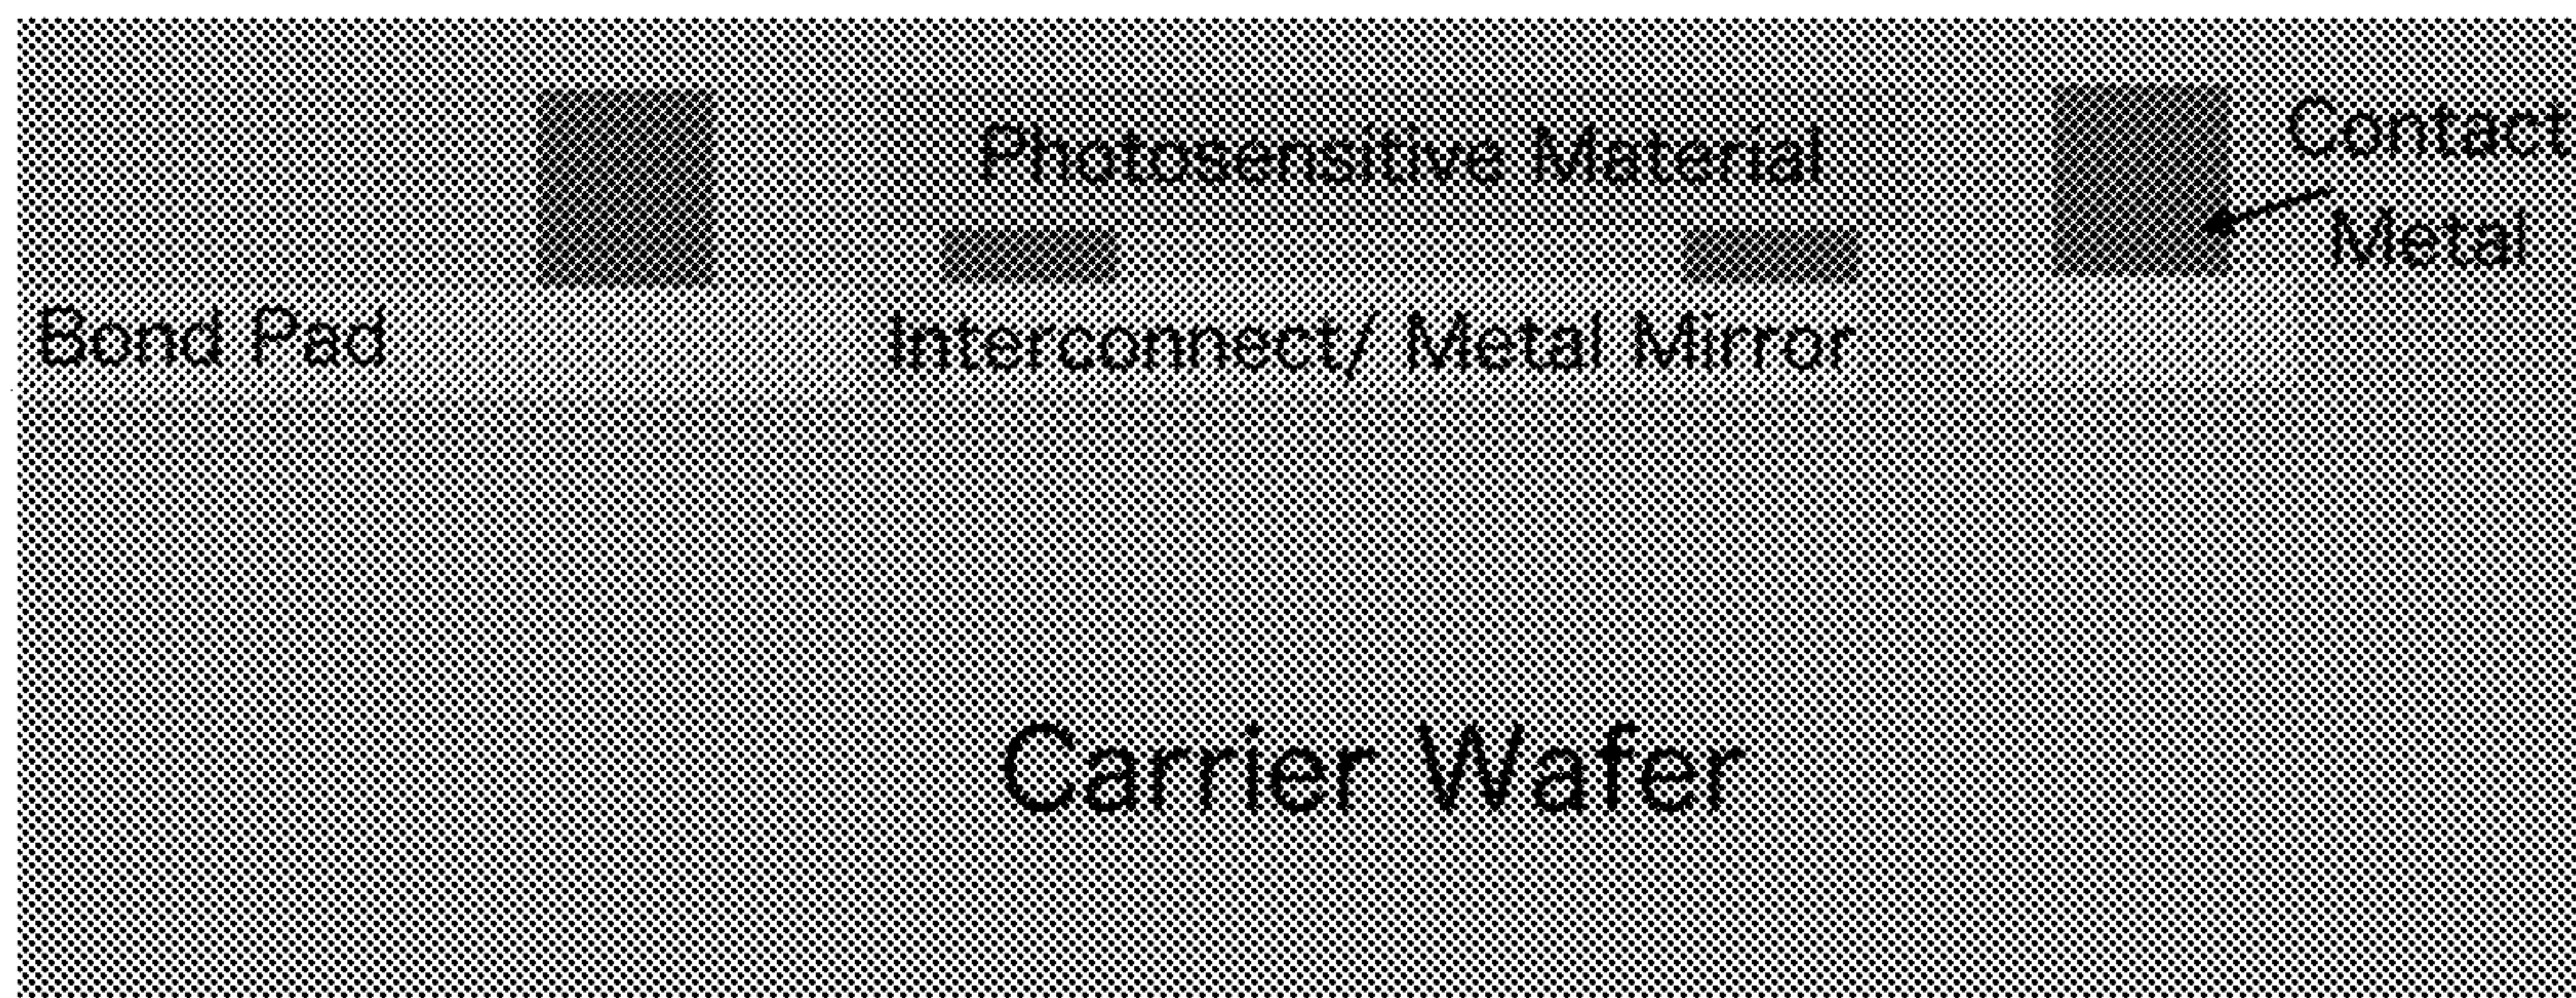 Photosensitive Material
Contact
Metal
Bond Pad
Interconnect/ Metal Mirror
Carrier Wafer